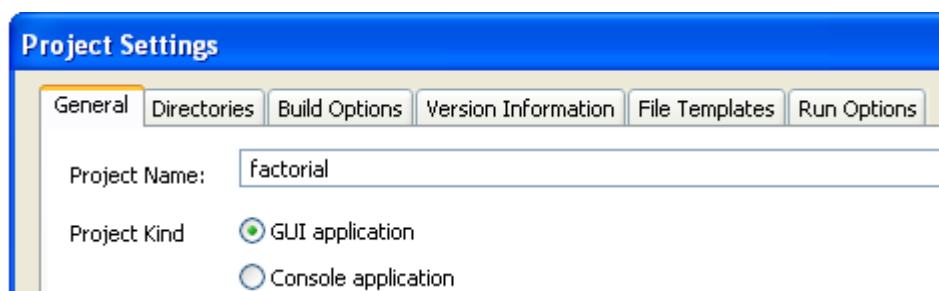 Project Settings
General Directories Build Options Version Information File Templates Run Options
Project Name: factorial
Project Kind GUI application
Console application